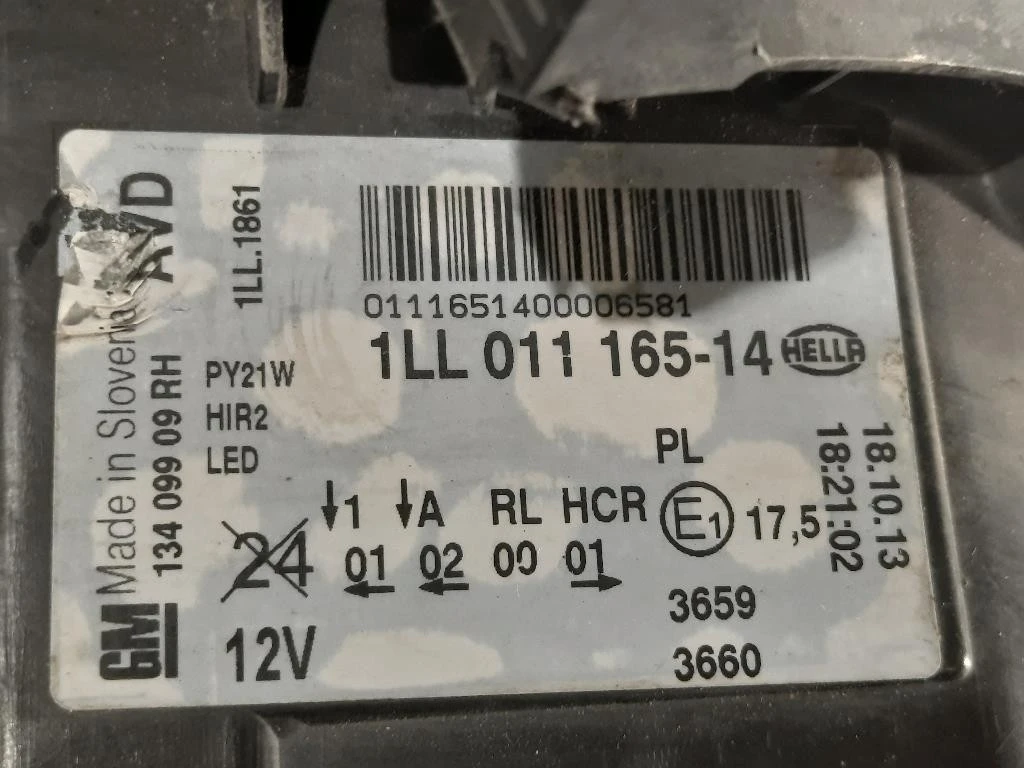 AVD
1LL.1861
01116514000006581
1LL 011 165-14
HELLA
Made in Slovenia
134 099 09 RH
GM
PY21W
HIR2
LED
PL
18.10.13
18:21:02
1 A RL HCR
E1
17,5
24
01 02 00 01
12V
3659
3660